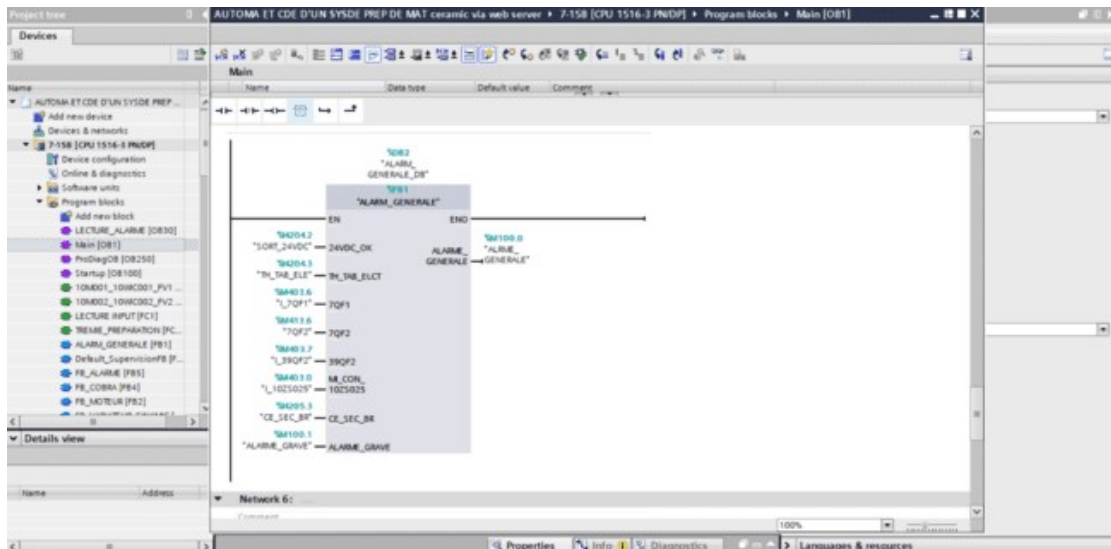 Project tree
AUTOMA ET CDE D'UN SYSDE PREP DE MAT ceramic via web server ▸ 7-158 [CPU 1516-3 PN/DP] ▸ Program blocks ▸ Main [OB1]
Devices
Main
Name
Data type
Default value
Comment
Name
AUTOMA ET CDE D'UN SYSDE PREP ...
Add new device
Devices & networks
7-158 [CPU 1516-3 PN/DP]
Device configuration
Online & diagnostics
Software units
Program blocks
Add new block
LECTURE_ALARME [OB30]
Main [OB1]
ProDiagOB [OB250]
Startup [OB100]
10M001_10WIC001_FV1 ...
10M002_10WIC002_FV2 ...
LECTURE INPUT [FC1]
TREMIE_PREPARATION [FC...
ALARM_GENERALE [FB1]
Default_SupervisionFB [F...
FB_ALARME [FB5]
FB_COBRA [FB4]
FB_MOTEUR [FB2]
%DB2
"ALARM_
GENERALE_DB"
%FB1
"ALARM_GENERALE"
EN
ENO
%M204.2
"SORT_24VDC"
24VDC_OK
ALARME_
GENERALE
%M100.0
"ALRME_
GENERALE"
%M204.3
"TH_TAB_ELE"
TH_TAB_ELCT
%M403.6
"I_7QF1"
7QF1
%M413.6
"7QF2"
7QF2
%M403.7
"I_39QF2"
39QF2
%M403.0
"I_10ZS025"
MI_CON_
10ZS025
%M205.3
"CE_SEC_BR"
CE_SEC_BR
%M100.1
"ALARME_GRAVE"
ALARME_GRAVE
Network 6:
Comment
100%
Details view
Name
Address
Properties
Info
Diagnostics
Languages & resources